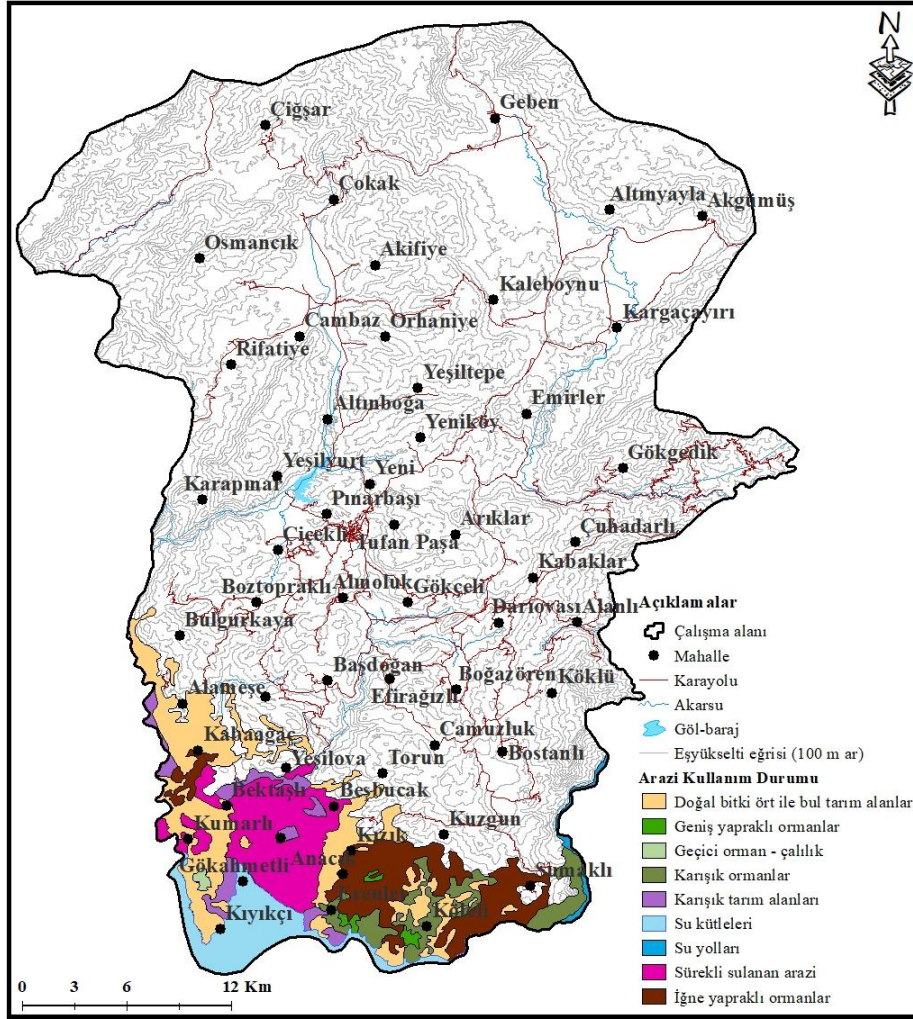 N
Çiğşar
Geben
Çokak
Altınyayla
Akgümüş
Osmancık
Akifiye
Kaleboynu
Kargaçayırı
Cambaz
Orhaniye
Rifatiye
Yeşiltepe
Altınboğa
Emirler
Yeniköy
Gökgedik
Yeşilyurt
Yeni
Karapınar
Pınarbaşı
Arıklar
Tufan Paşa
Çuhadarlı
Çiçekli
Kabaklar
Boztopraklı
Almoluk
Gökçeli
Darıovası
Alanlı
Bulgurkaya
Başdoğan
Efirağızlı
Boğazören
Köklü
Alameşe
Camuzluk
Bostanlı
Kabaağaç
Yeşilova
Torun
Bektaşlı
Beşbucak
Kuzgun
Kumarlı
Kızık
Anacık
Gökahmetli
Sumaklı
Erenler
Kıyıkçı
Köleli
Açıklamalar
Çalışma alanı
Mahalle
Karayolu
Akarsu
Göl-baraj
Eşyükselti eğrisi (100 m ar)
Arazi Kullanım Durumu
Doğal bitki ört ile bul tarım alanlar
Geniş yapraklı ormanlar
Geçici orman - çalılık
Karışık ormanlar
Karışık tarım alanları
Su kütleleri
Su yolları
Sürekli sulanan arazi
İğne yapraklı ormanlar
0 3 6 12 Km